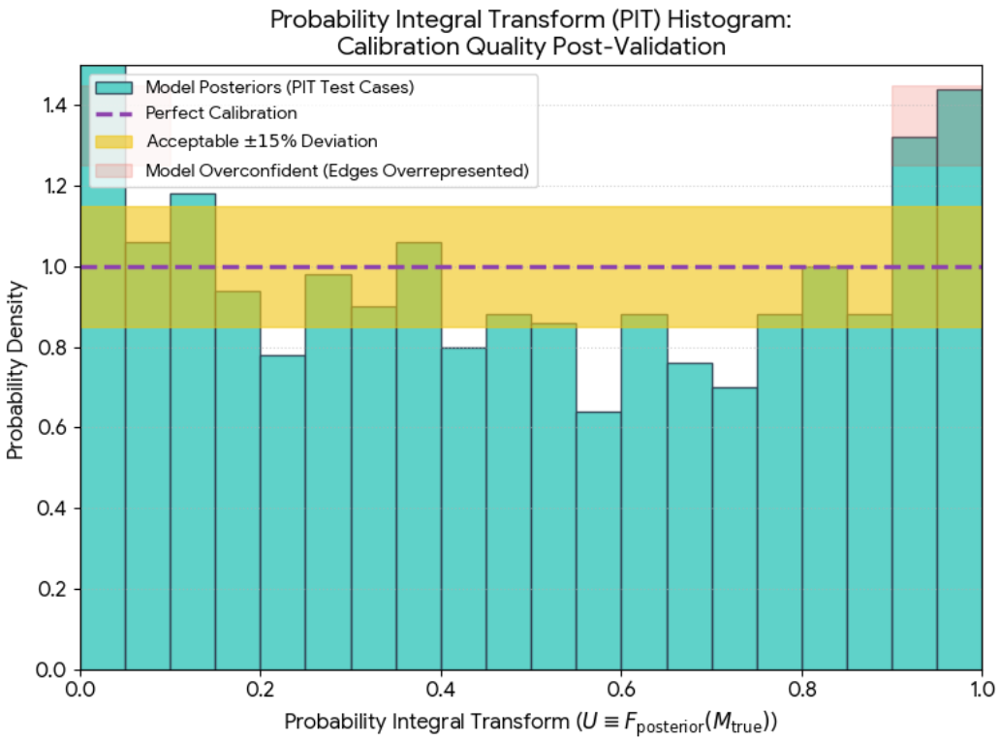 Probability Integral Transform (PIT) Histogram:
Calibration Quality Post-Validation
Model Posteriors (PIT Test Cases)
Perfect Calibration
Acceptable ±15% Deviation
Model Overconfident (Edges Overrepresented)
Probability Density
1.4
1.2
1.0
0.8
0.6
0.4
0.2
0.0
0.0 0.2 0.4 0.6 0.8 1.0
Probability Integral Transform (U ≡ F_posterior(M_true))